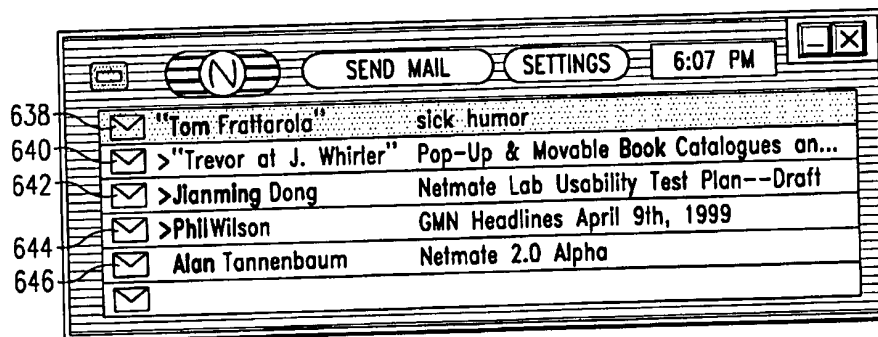 N SEND MAIL SETTINGS 6:07 PM
638 "Tom Frattarola" sick humor
640 >"Trevor at J. Whirler" Pop-Up & Movable Book Catalogues an...
642 >Jianming Dong Netmate Lab Usability Test Plan--Draft
644 >PhilWilson GMN Headlines April 9th, 1999
646 Alan Tannenbaum Netmate 2.0 Alpha